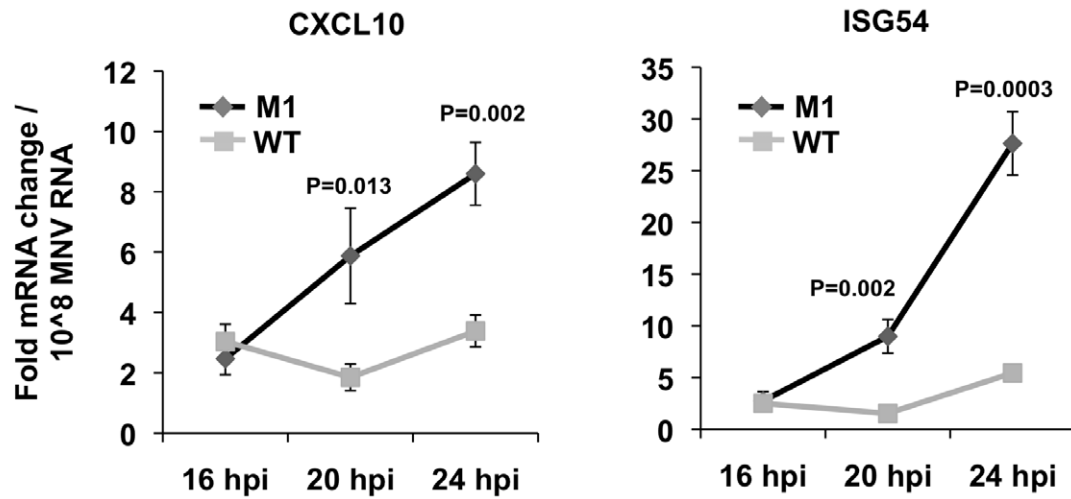 CXCL10
Fold mRNA change /
10^8 MNV RNA
12
10
8
6
4
2
0
M1
WT
P=0.013
P=0.002
16 hpi
20 hpi
24 hpi
ISG54
35
30
25
20
15
10
5
0
M1
WT
P=0.002
P=0.0003
16 hpi
20 hpi
24 hpi